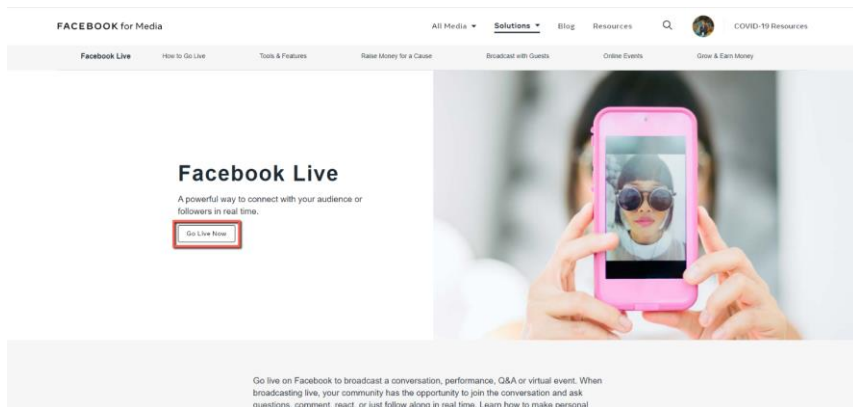 FACEBOOK for Media
All Media
Solutions
Blog
Resources
COVID-19 Resources
Facebook Live
How to Go Live
Tools & Features
Raise Money for a Cause
Broadcast with Guests
Online Events
Grow & Earn Money
Facebook Live
A powerful way to connect with your audience or
followers in real time.
Go Live Now
Go live on Facebook to broadcast a conversation, performance, Q&A or virtual event. When
broadcasting live, your community has the opportunity to join the conversation and ask
questions, comment, react, or just follow along in real time. Learn how to make personal